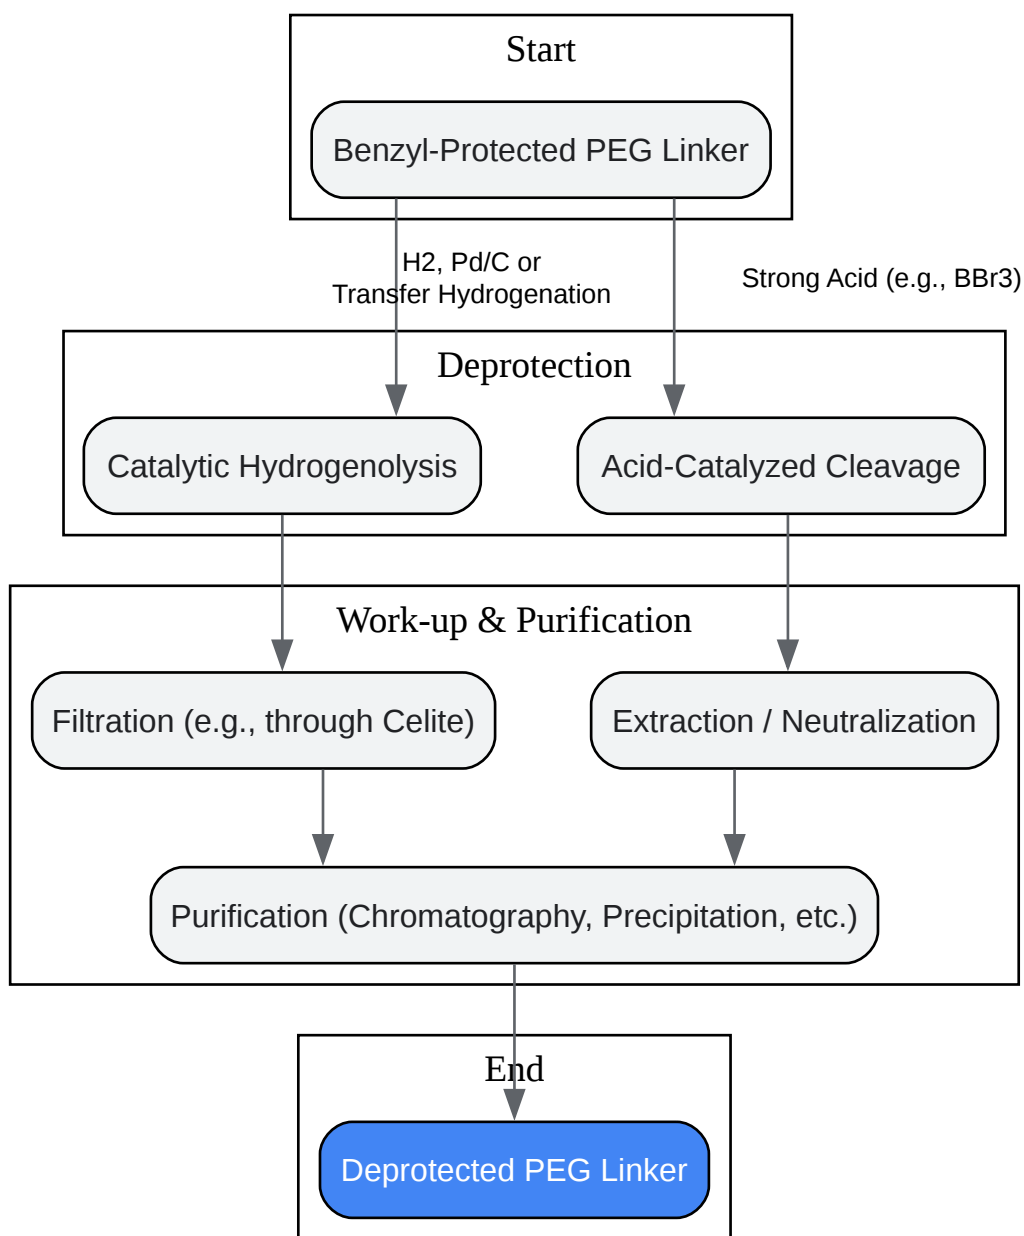 Start
Benzyl-Protected PEG Linker
H2, Pd/C or
Transfer Hydrogenation
Strong Acid (e.g., BBr3)
Deprotection
Catalytic Hydrogenolysis
Acid-Catalyzed Cleavage
Work-up & Purification
Filtration (e.g., through Celite)
Extraction / Neutralization
Purification (Chromatography, Precipitation, etc.)
End
Deprotected PEG Linker